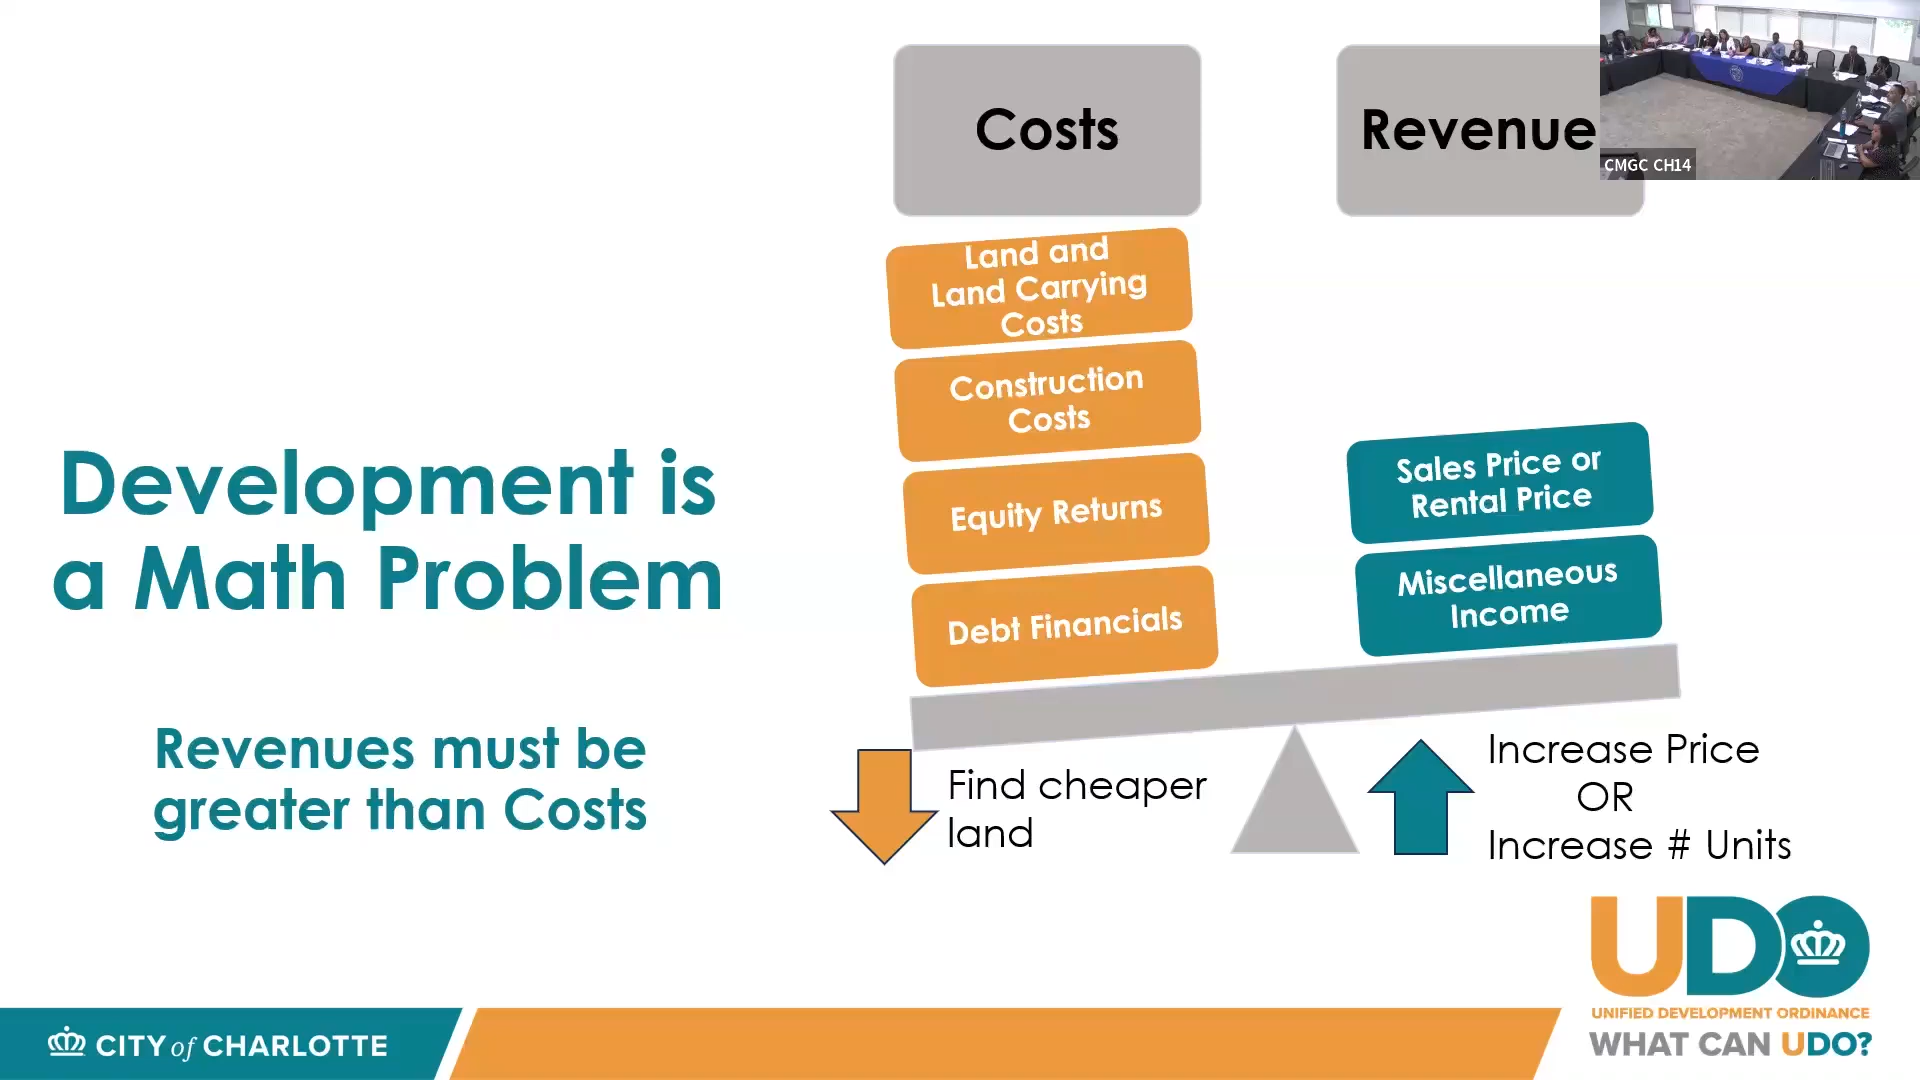 Costs
Revenue
CMGC CH14
Land and
Land Carrying
Costs
Construction
Costs
Equity Returns
Debt Financials
Sales Price or
Rental Price
Miscellaneous
Income
Development is
a Math Problem
Revenues must be
greater than Costs
Find cheaper
land
Increase Price
OR
Increase # Units
UDO
UNIFIED DEVELOPMENT ORDINANCE
WHAT CAN UDO?
CITY of CHARLOTTE